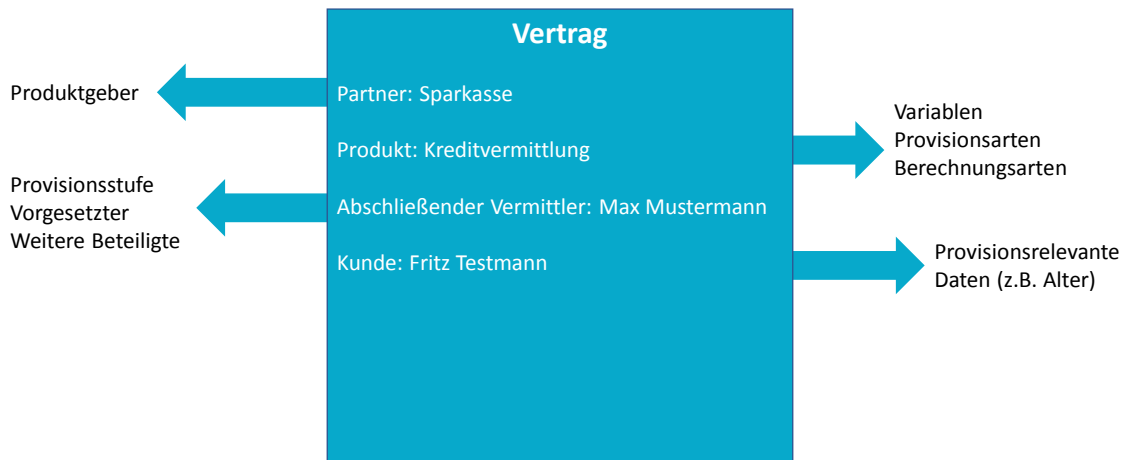 Vertrag
Produktgeber
Partner: Sparkasse
Variablen
Provisionsarten
Berechnungsarten
Produkt: Kreditvermittlung
Provisionsstufe
Vorgesetzter
Weitere Beteiligte
Abschließender Vermittler: Max Mustermann
Kunde: Fritz Testmann
Provisionsrelevante
Daten (z.B. Alter)